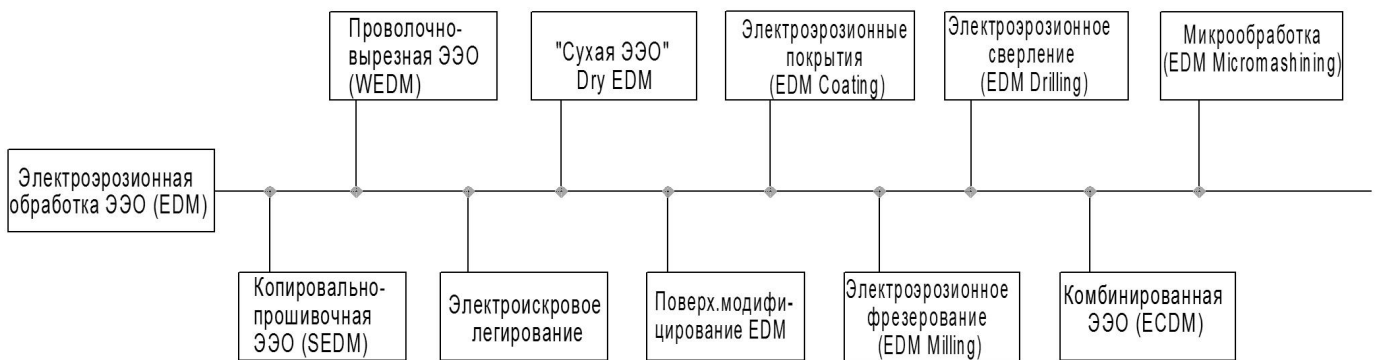 Проволочно-
вырезная ЭЭО
(WEDM)
"Сухая ЭЭО"
Dry EDM
Электроэрозионные
покрытия
(EDM Coating)
Электроэрозионное
сверление
(EDM Drilling)
Микрообработка
(EDM Micromashining)
Электроэрозионная
обработка ЭЭО (EDM)
Копировально-
прошивочная
ЭЭО (SEDM)
Электроискровое
легирование
Поверх.модифи-
цирование EDM
Электроэрозионное
фрезерование
(EDM Milling)
Комбинированная
ЭЭО (ECDM)